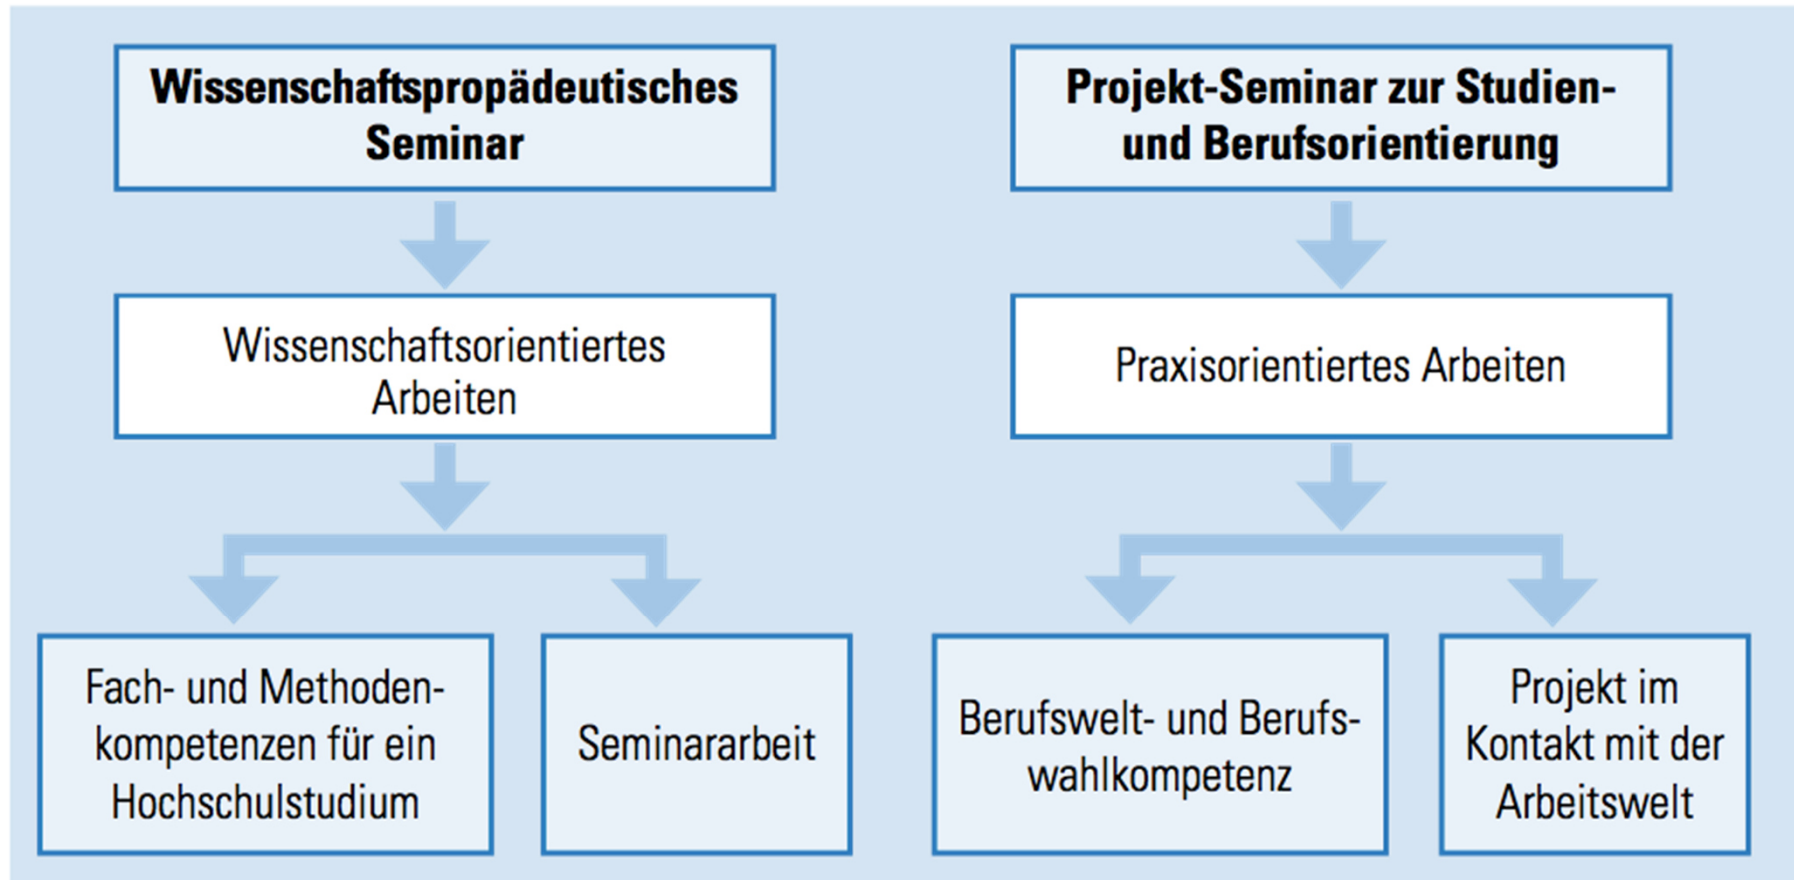 Wissenschaftspropädeutisches
Seminar
Projekt-Seminar zur Studien-
und Berufsorientierung
Wissenschaftsorientiertes
Arbeiten
Praxisorientiertes Arbeiten
Fach- und Methoden-
kompetenzen für ein
Hochschulstudium
Seminararbeit
Berufswelt- und Berufs-
wahlkompetenz
Projekt im
Kontakt mit der
Arbeitswelt